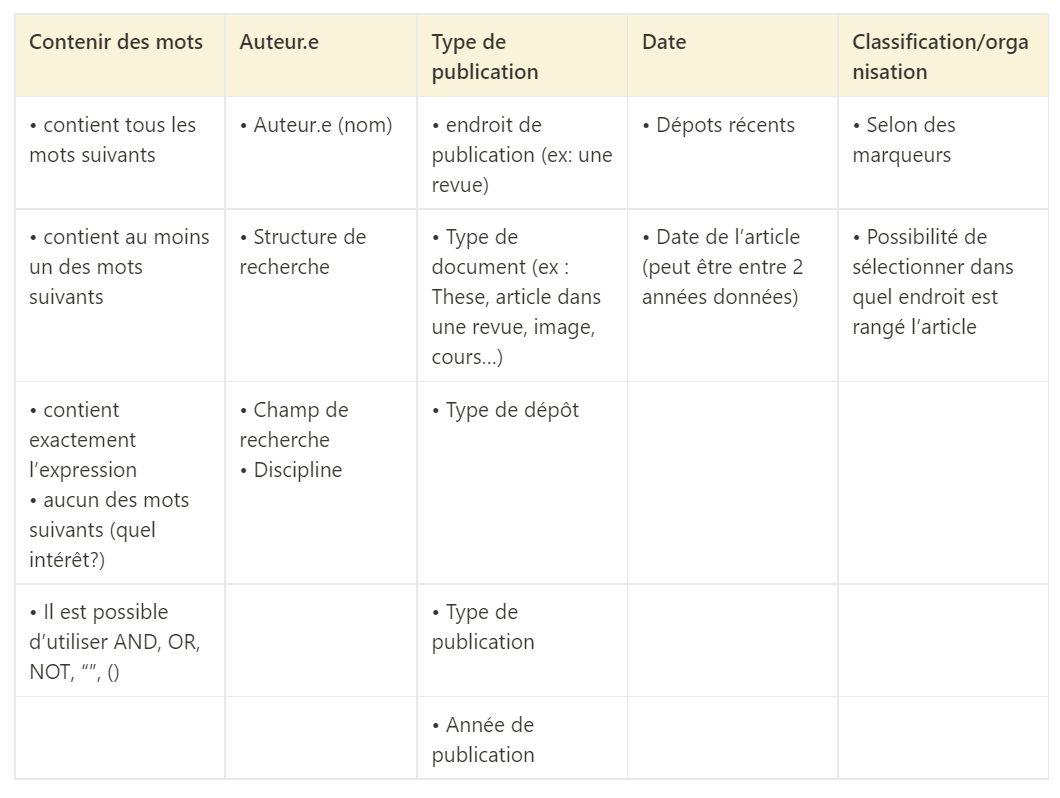 Contenir des mots
Auteur.e
Type de
publication
Date
Classification/orga
nisation
• contient tous les
mots suivants
• Auteur.e (nom)
• endroit de
publication (ex: une
revue)
• Dépots récents
• Selon des
marqueurs
• contient au moins
un des mots
suivants
• Structure de
recherche
• Type de
document (ex :
These, article dans
une revue, image,
cours...)
• Date de l’article
(peut être entre 2
années données)
• Possibilité de
sélectionner dans
quel endroit est
rangé l’article
• contient
exactement
l’expression
• aucun des mots
suivants (quel
intérêt?)
• Champ de
recherche
• Discipline
• Type de dépôt
• Il est possible
d’utiliser AND, OR,
NOT, “”, ()
• Type de
publication
• Année de
publication